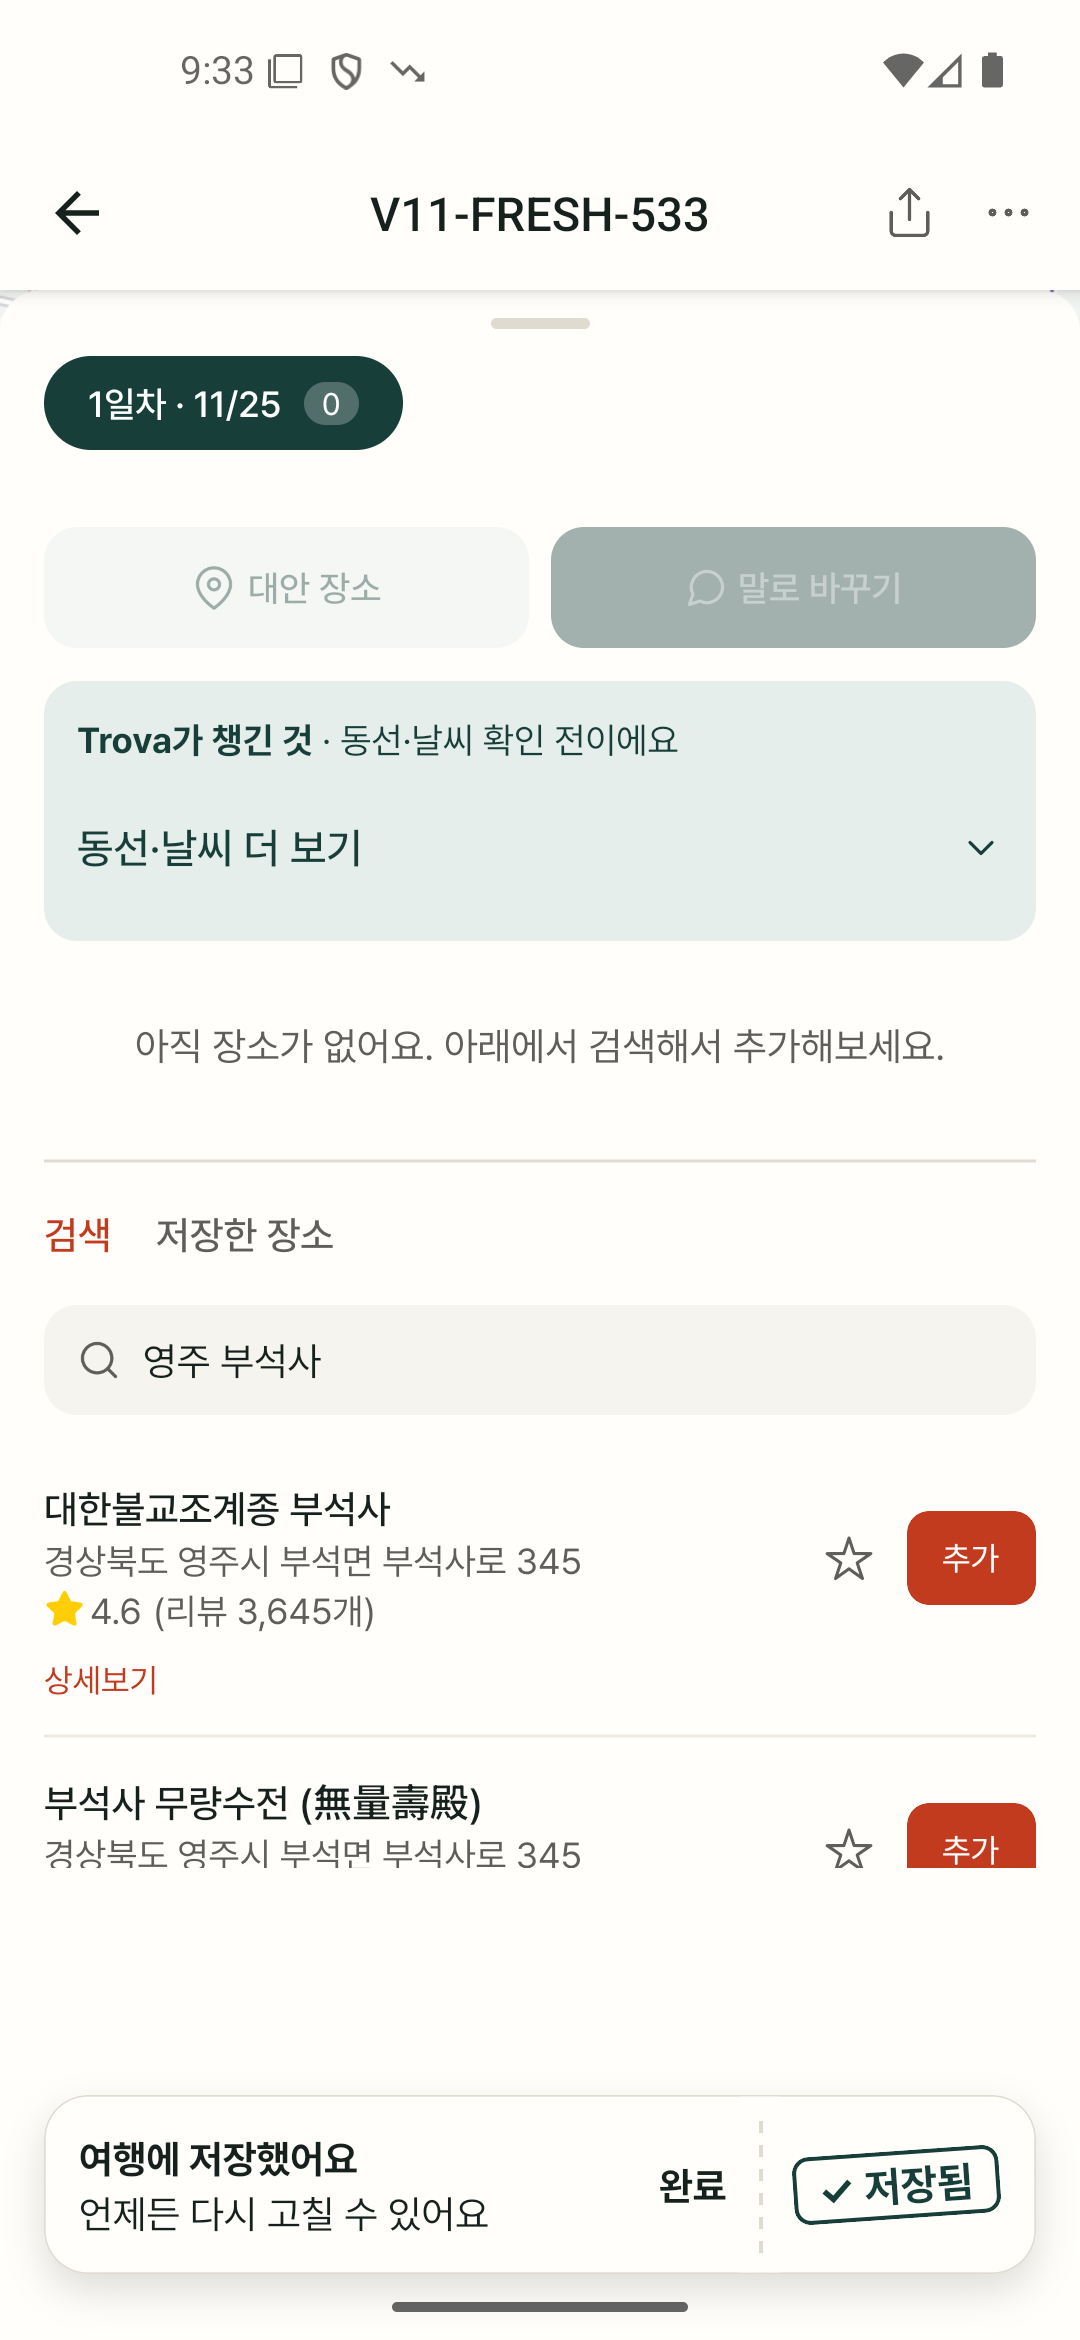 9:33
V11-FRESH-533
1일차 · 11/25 0
대안 장소
말로 바꾸기
Trova가 챙긴 것 · 동선·날씨 확인 전이에요
동선·날씨 더 보기
아직 장소가 없어요. 아래에서 검색해서 추가해보세요.
검색 저장한 장소
영주 부석사
대한불교조계종 부석사
경상북도 영주시 부석면 부석사로 345
4.6 (리뷰 3,645개)
상세보기
추가
부석사 무량수전 (無量壽殿)
경상북도 영주시 부석면 부석사로 345
추가
여행에 저장했어요
언제든 다시 고칠 수 있어요
완료
저장됨